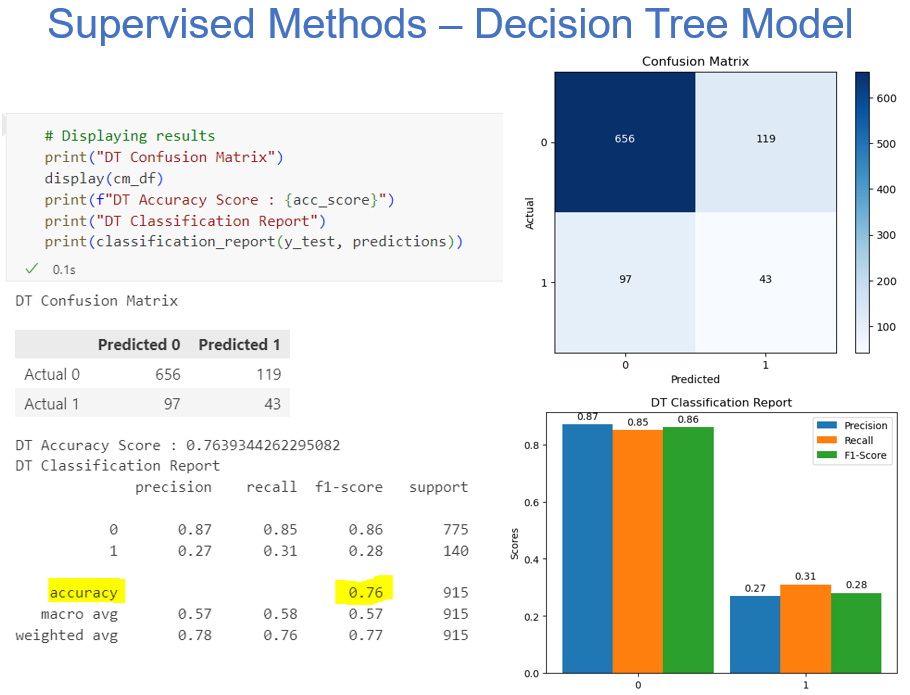 Supervised Methods – Decision Tree Model
# Displaying results
print("DT Confusion Matrix")
display(cm_df)
print(f"DT Accuracy Score : {acc_score}")
print("DT Classification Report")
print(classification_report(y_test, predictions))
✓ 0.1s
DT Confusion Matrix
Predicted 0 Predicted 1
Actual 0 656 119
Actual 1 97 43
DT Accuracy Score : 0.7639344262295082
DT Classification Report
precision recall f1-score support
0 0.87 0.85 0.86 775
1 0.27 0.31 0.28 140
accuracy 0.76 915
macro avg 0.57 0.58 0.57 915
weighted avg 0.78 0.76 0.77 915
Confusion Matrix
Actual
0
1
656 119
97 43
0 1
Predicted
600
500
400
300
200
100
DT Classification Report
Precision
Recall
F1-Score
Scores
0.8
0.6
0.4
0.2
0.0
0.87 0.85 0.86
0.27 0.31 0.28
0 1